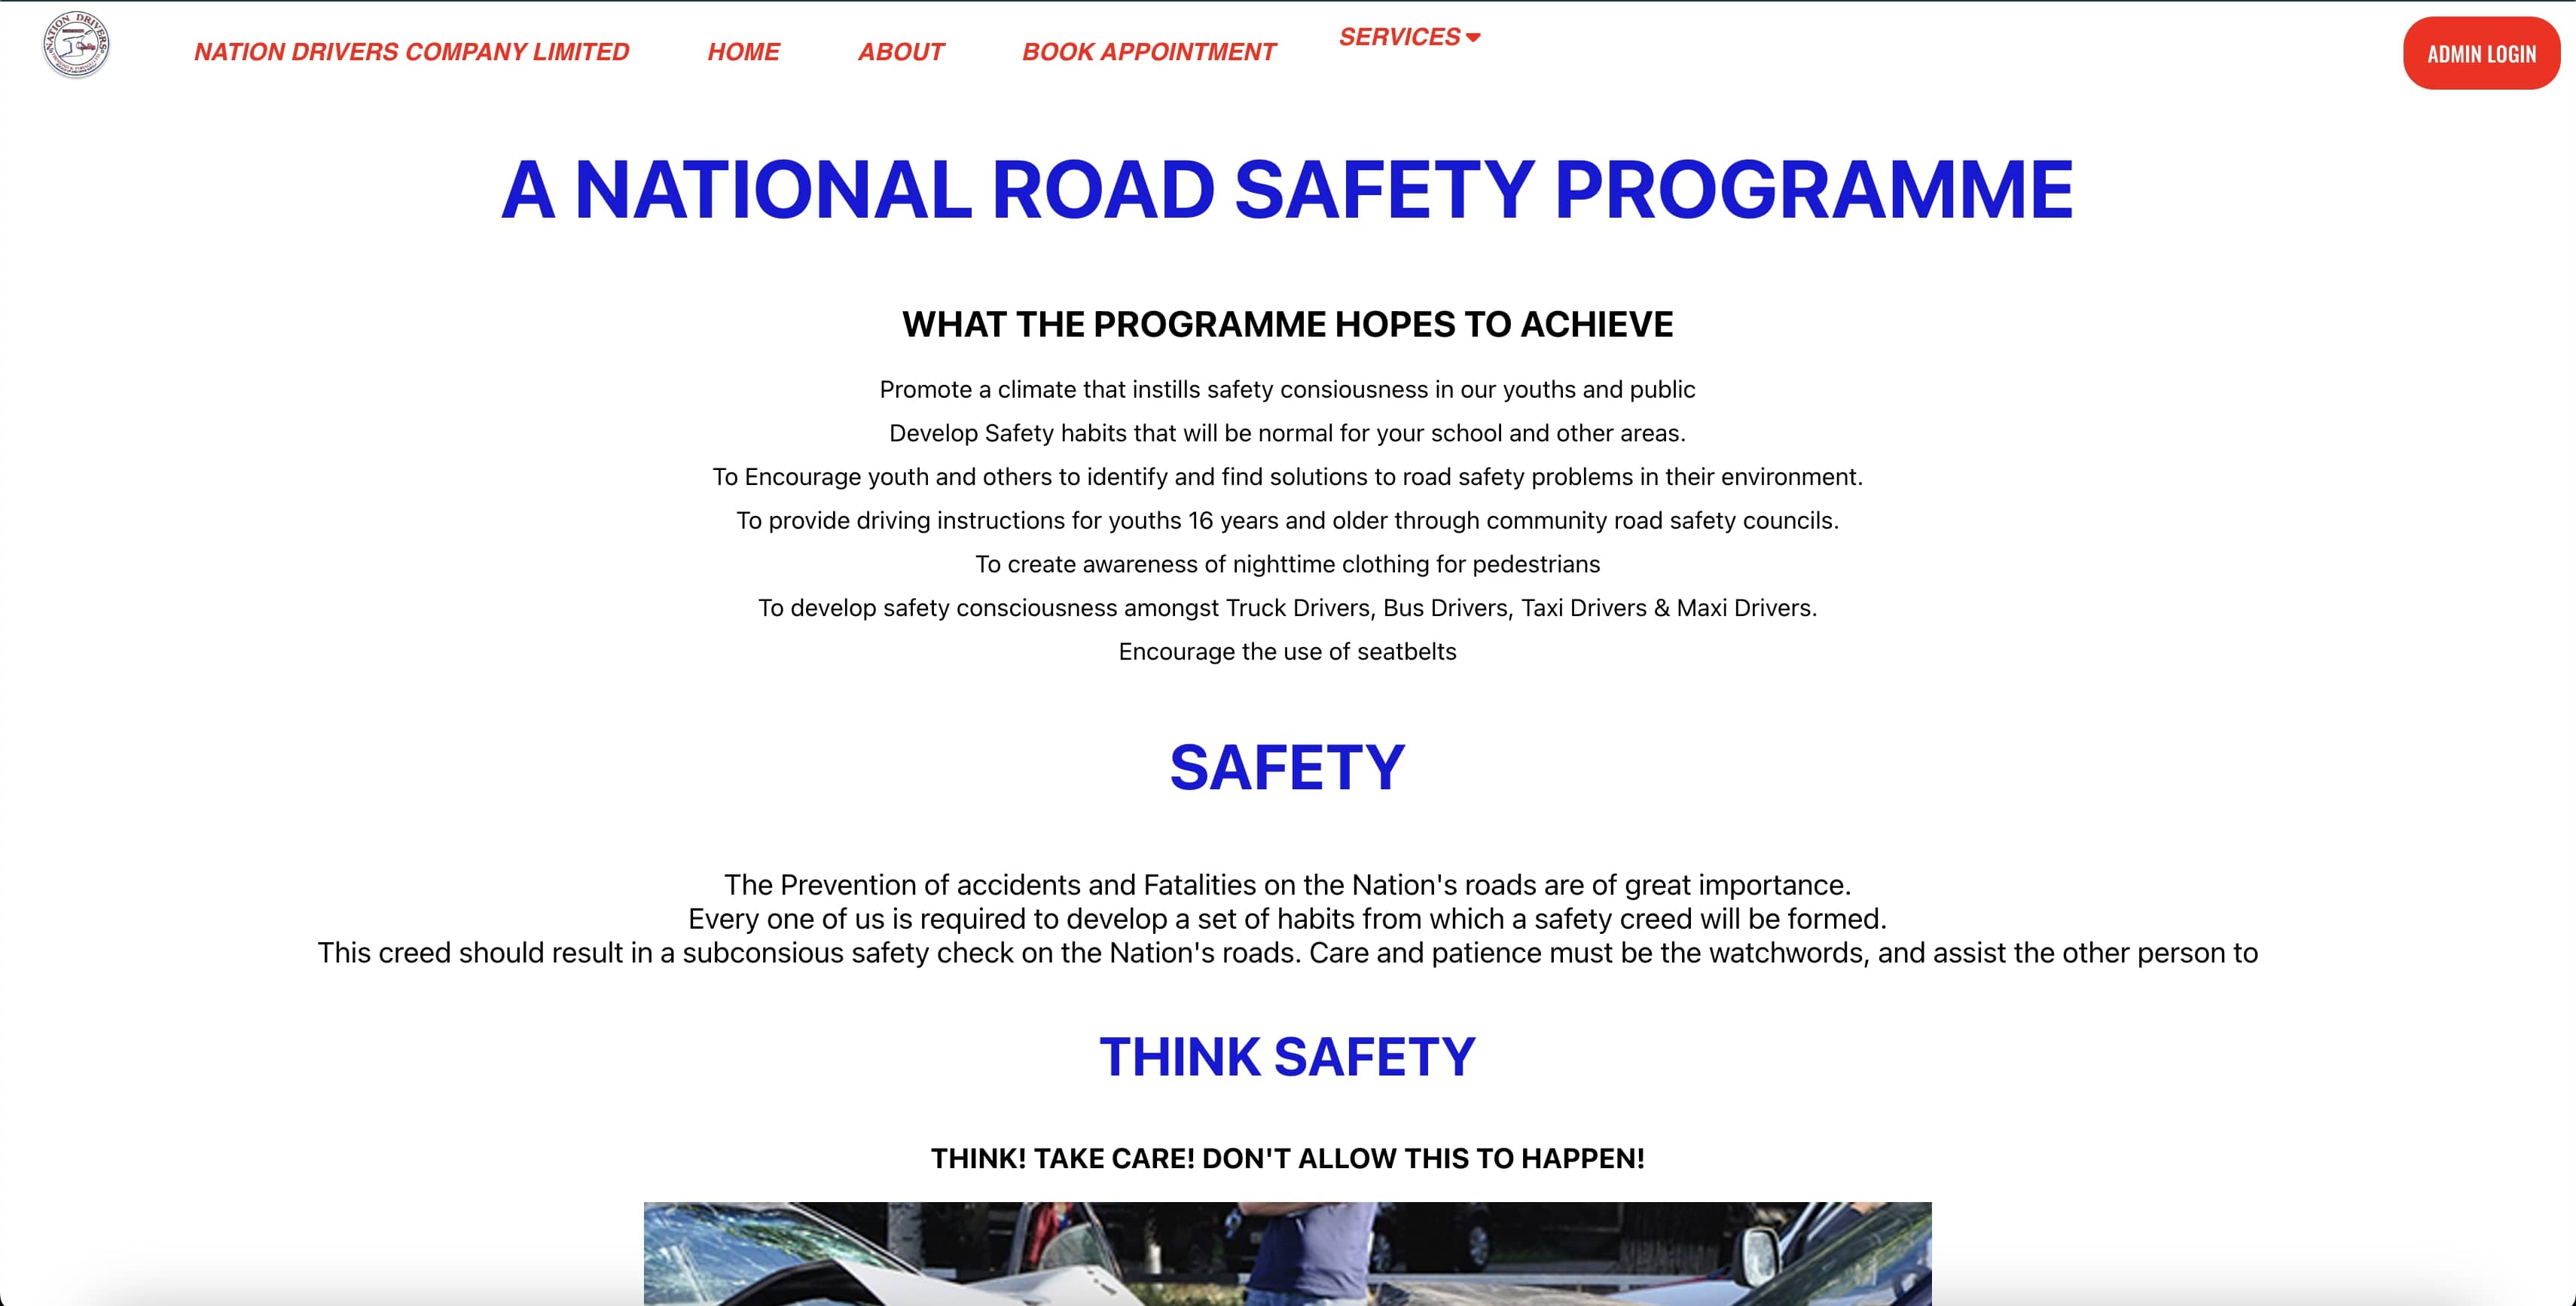 NATION DRIVERS
NATION DRIVERS COMPANY LIMITED
HOME
ABOUT
BOOK APPOINTMENT
SERVICES
ADMIN LOGIN
A NATIONAL ROAD SAFETY PROGRAMME
WHAT THE PROGRAMME HOPES TO ACHIEVE
Promote a climate that instills safety consiousness in our youths and public
Develop Safety habits that will be normal for your school and other areas.
To Encourage youth and others to identify and find solutions to road safety problems in their environment.
To provide driving instructions for youths 16 years and older through community road safety councils.
To create awareness of nighttime clothing for pedestrians
To develop safety consciousness amongst Truck Drivers, Bus Drivers, Taxi Drivers & Maxi Drivers.
Encourage the use of seatbelts
SAFETY
The Prevention of accidents and Fatalities on the Nation's roads are of great importance.
Every one of us is required to develop a set of habits from which a safety creed will be formed.
This creed should result in a subconsious safety check on the Nation's roads. Care and patience must be the watchwords, and assist the other person to
THINK SAFETY
THINK! TAKE CARE! DON'T ALLOW THIS TO HAPPEN!